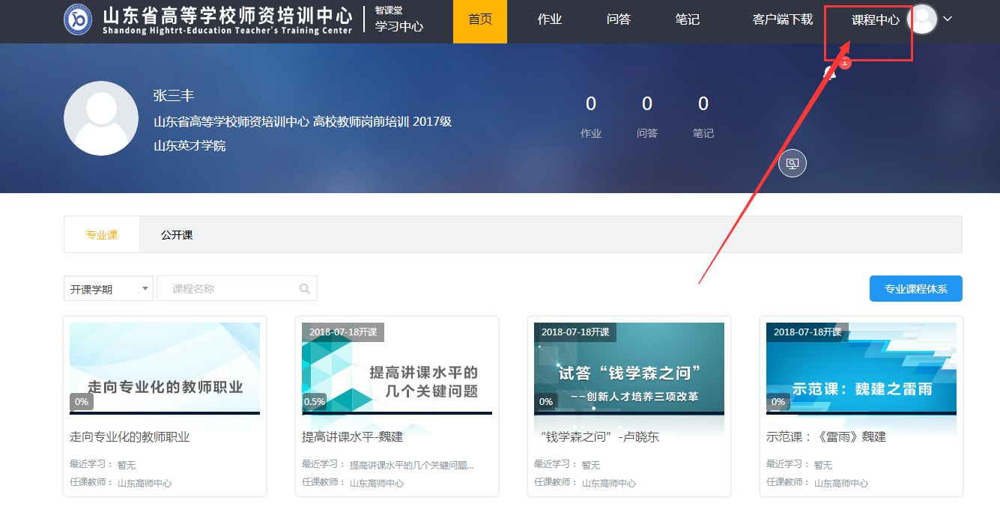 山东省高等学校师资培训中心
Shandong Hightrt-Education Teacher's Training Center
智课堂
学习中心
首页
作业
问答
笔记
客户端下载
课程中心
1
张三丰
山东省高等学校师资培训中心 高校教师岗前培训 2017级
山东英才学院
0
0
0
作业
问答
笔记
专业课
公开课
开课学期
课程名称
专业课程体系
走向专业化的教师职业
0%
走向专业化的教师职业
最近学习： 暂无
任课教师： 山东高师中心
2018-07-18开课
提高讲课水平的
几个关键问题
0.5%
提高讲课水平-魏建
最近学习： 提高讲课水平的几个关键问题...
任课教师： 山东高师中心
2018-07-18开课
试答“钱学森之问”
——创新人才培养三项改革
0%
“钱学森之问”-卢晓东
最近学习： 暂无
任课教师： 山东高师中心
2018-07-18开课
示范课：魏建之雷雨
0%
示范课：《雷雨》魏建
最近学习： 暂无
任课教师： 山东高师中心